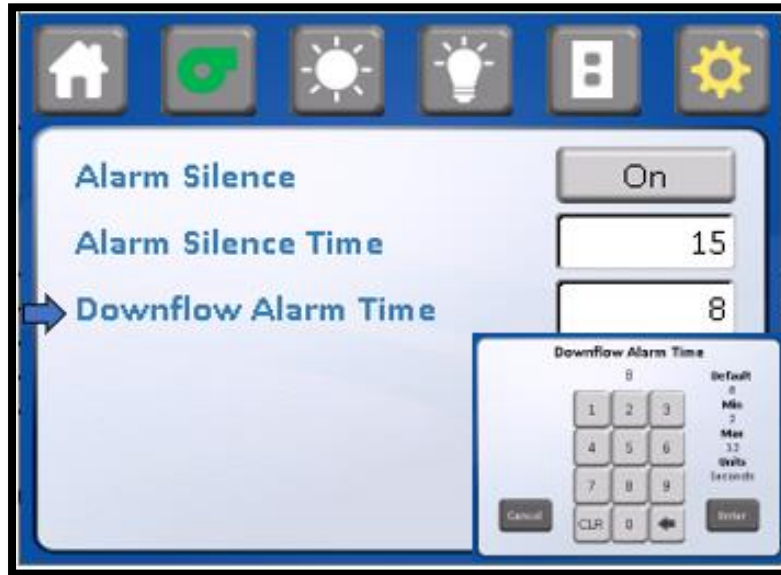 Alarm Silence
On
Alarm Silence Time
15
Downflow Alarm Time
8
Downflow Alarm Time
8
Default
8
Min
Max
Units
Seconds
1 2 3
4 5 6
7 8 9
CLR 0
Cancel
Enter